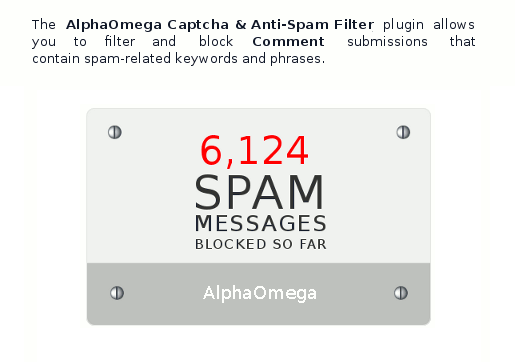 The AlphaOmega Captcha & Anti-Spam Filter plugin allows
you to filter and block Comment submissions that
contain spam-related keywords and phrases.
6,124
SPAM
MESSAGES
BLOCKED SO FAR
AlphaOmega